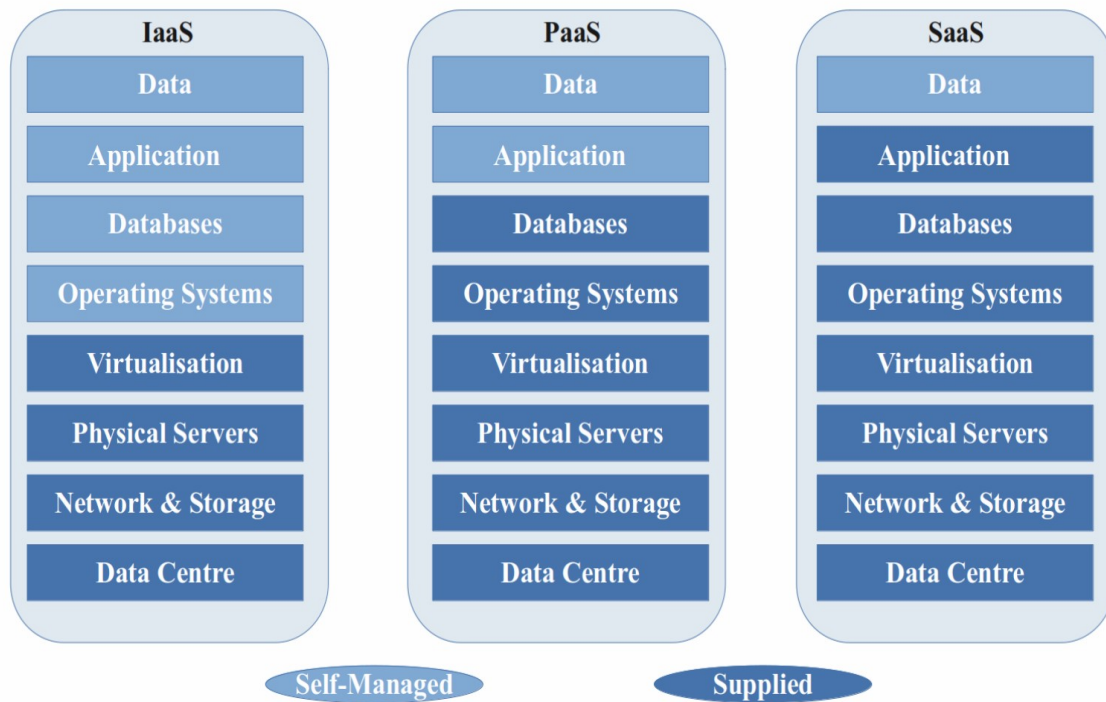 IaaS
Data
Application
Databases
Operating Systems
Virtualisation
Physical Servers
Network & Storage
Data Centre
PaaS
Data
Application
Databases
Operating Systems
Virtualisation
Physical Servers
Network & Storage
Data Centre
SaaS
Data
Application
Databases
Operating Systems
Virtualisation
Physical Servers
Network & Storage
Data Centre
Self-Managed
Supplied